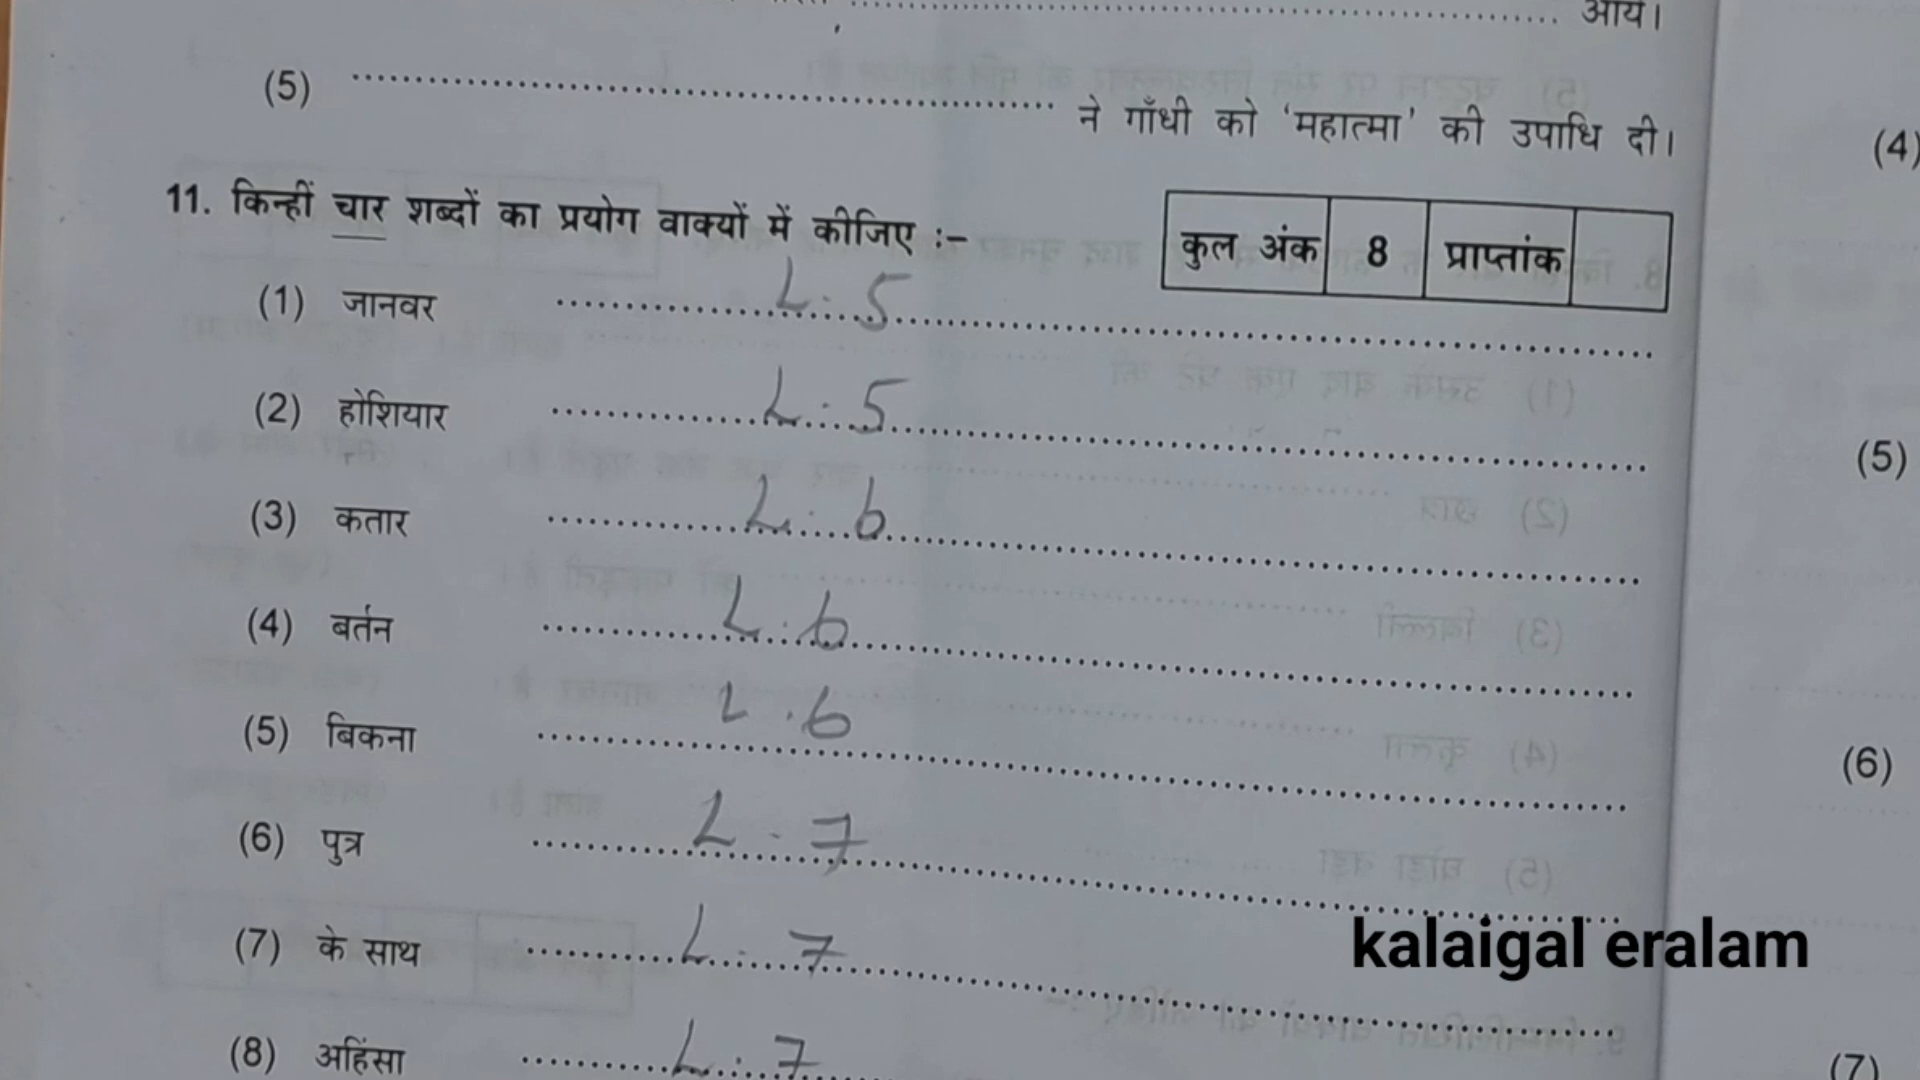 आये।
(5) ने गाँधी को 'महात्मा' की उपाधि दी।
(4)
11. किन्हीं चार शब्दों का प्रयोग वाक्यों में कीजिए :–
कुल अंक 8 प्राप्तांक
(1) जानवर L. 5
(2) होशियार L. 5
(5)
(3) कतार L. 6
(4) बर्तन L. 6
(5) बिकना L. 6
(6)
(6) पुत्र L. 7
(7) के साथ L. 7
kalaigal eralam
(8) अहिंसा L. 7
(7)